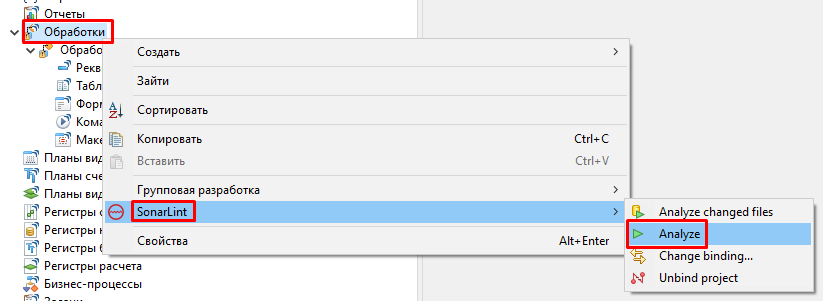 Отчеты
Обработки
Обрабо
Рекв
Табл
Форм
Кома
Маке
Планы вид
Планы сче
Планы вид
Регистры с
Регистры н
Регистры б
Регистры расчета
Бизнес-процессы
Создать
Зайти
Сортировать
Копировать Ctrl+C
Вставить Ctrl+V
Групповая разработка
SonarLint
Свойства Alt+Enter
Analyze changed files
Analyze
Change binding...
Unbind project